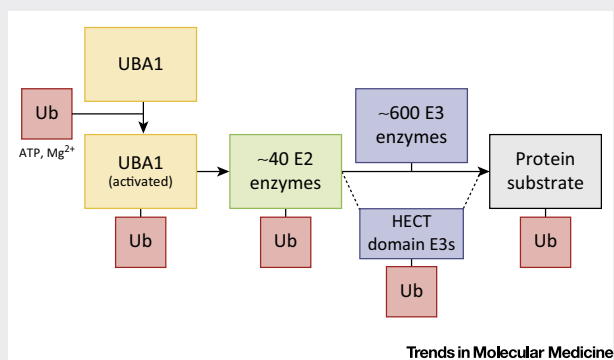 UBA1
Ub
ATP, Mg²⁺
UBA1
(activated)
~40 E2
enzymes
~600 E3
enzymes
Protein
substrate
Ub
Ub
HECT
domain E3s
Ub
Ub
Trends in Molecular Medicine